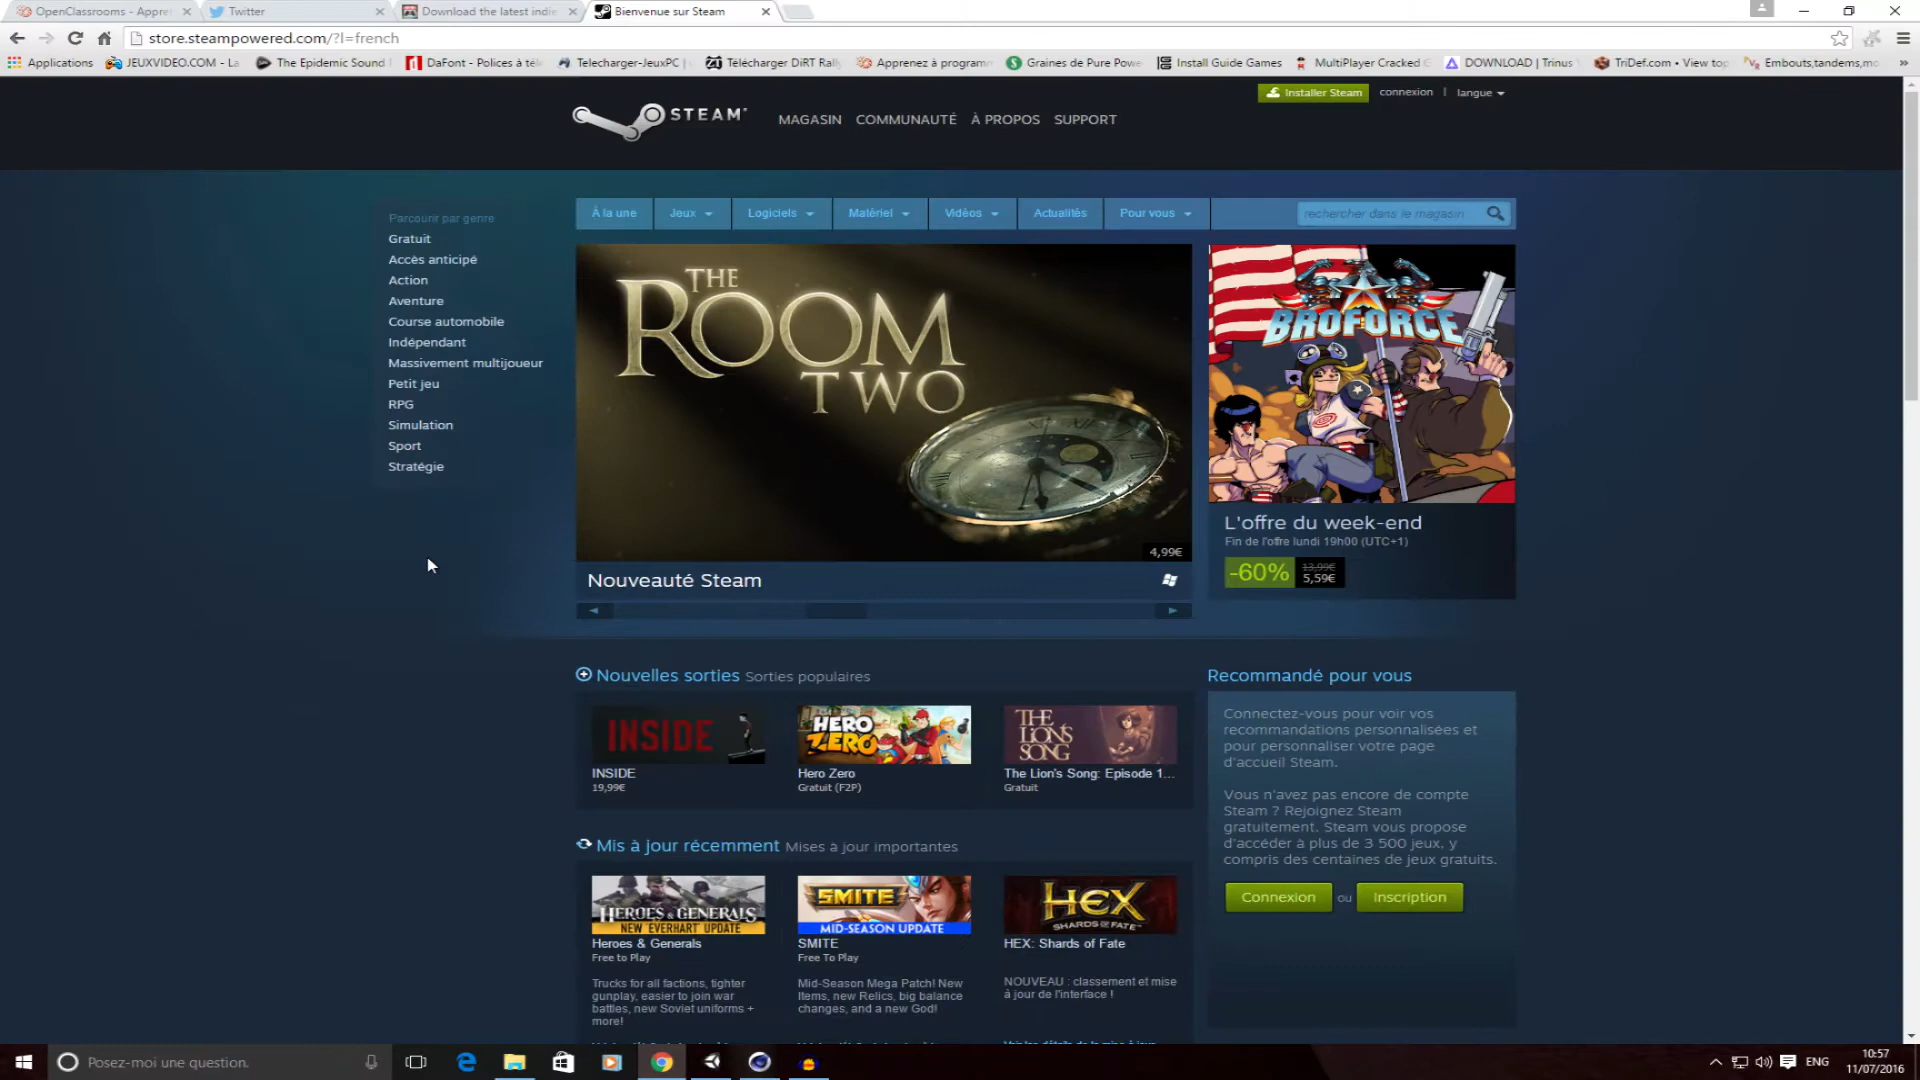 OpenClassrooms - Appre
Twitter
Download the latest indie
Bienvenue sur Steam
store.steampowered.com/?l=french
Applications
JEUXVIDEO.COM - La
The Epidemic Sound
DaFont - Polices à té
Telecharger-JeuxPC |
Télécharger DiRT Rall
Apprenez à program
Graines de Pure Powe
Install Guide Games
MultiPlayer Cracked G
DOWNLOAD | Trinus
TriDef.com • View top
Embouts,tandems,mo
Installer Steam
connexion
langue
STEAM
MAGASIN COMMUNAUTÉ À PROPOS SUPPORT
À la une
Jeux
Logiciels
Matériel
Vidéos
Actualités
Pour vous
rechercher dans le magasin
Parcourir par genre
Gratuit
Accès anticipé
Action
Aventure
Course automobile
Indépendant
Massivement multijoueur
Petit jeu
RPG
Simulation
Sport
Stratégie
THE
ROOM
TWO
4,99€
Nouveauté Steam
BROFORCE
L'offre du week-end
Fin de l'offre lundi 19h00 (UTC+1)
-60%
13,99€
5,59€
Nouvelles sorties Sorties populaires
INSIDE
INSIDE
19,99€
HERO
ZERO
Hero Zero
Gratuit (F2P)
THE
LION'S
SONG
The Lion's Song: Episode 1...
Gratuit
Mis à jour récemment Mises à jour importantes
HEROES & GENERALS
NEW EVERHART UPDATE
Heroes & Generals
Free to Play
Trucks for all factions, tighter
gunplay, easier to join war
battles, new Soviet uniforms +
more!
SMITE
MID-SEASON UPDATE
SMITE
Free To Play
Mid-Season Mega Patch! New
Items, new Relics, big balance
changes, and a new God!
HEX
SHARDS OF FATE
HEX: Shards of Fate
NOUVEAU : classement et mise
à jour de l'interface !
Recommandé pour vous
Connectez-vous pour voir vos
recommandations personnalisées et
pour personnaliser votre page
d'accueil Steam.
Vous n'avez pas encore de compte
Steam ? Rejoignez Steam
gratuitement. Steam vous propose
d'accéder à plus de 3 500 jeux, y
compris des centaines de jeux gratuits.
Connexion ou Inscription
Posez-moi une question.
ENG
10:57
11/07/2016